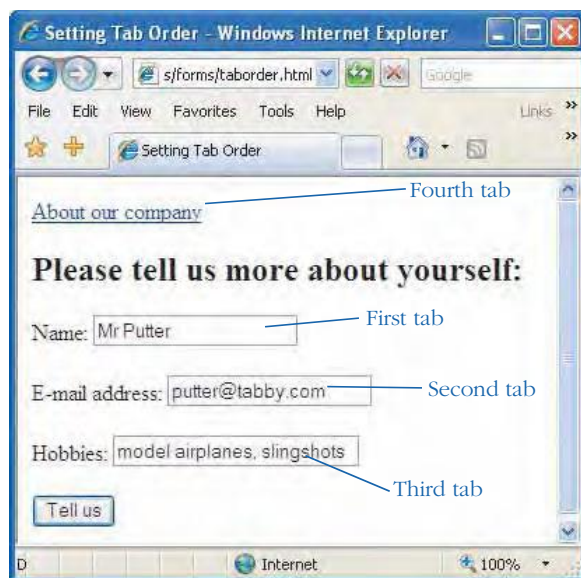 Setting Tab Order - Windows Internet Explorer
s/forms/taborder.html Google
File Edit View Favorites Tools Help Links »
Setting Tab Order »
About our company Fourth tab
Please tell us more about yourself:
Name: Mr Putter First tab
E-mail address: putter@tabby.com Second tab
Hobbies: model airplanes, slingshots
Third tab
Tell us
D Internet 100%